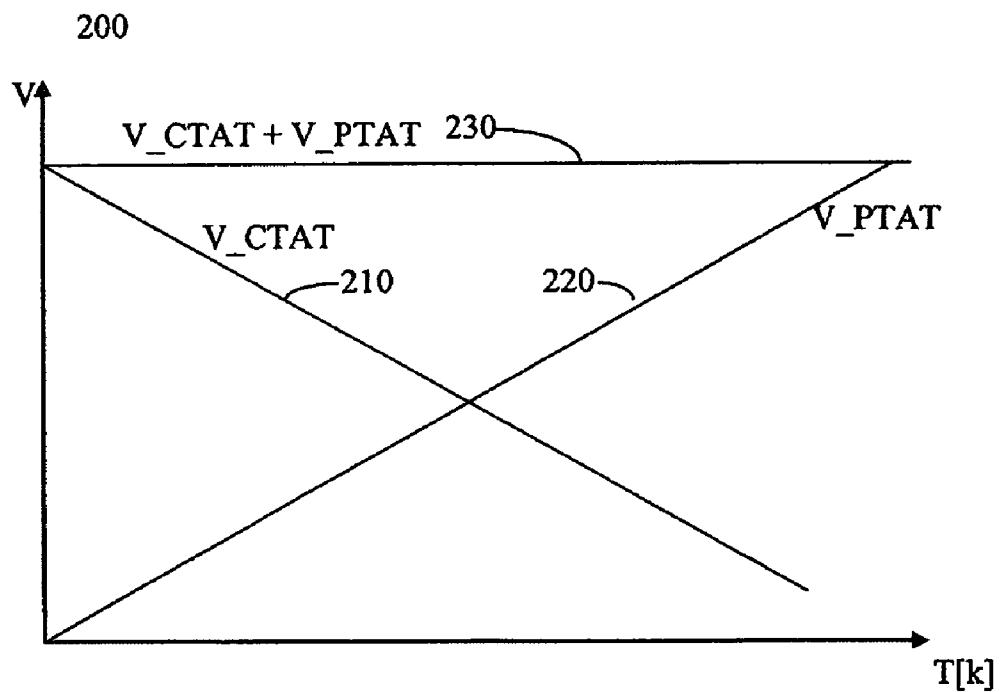 200
V
V_CTAT + V_PTAT 230
V_CTAT
V_PTAT
210
220
T[k]